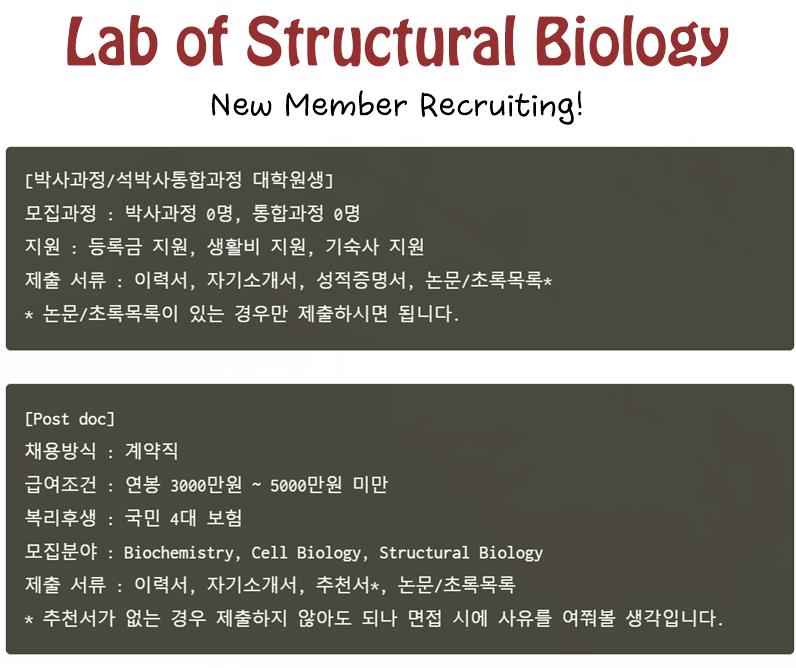 Lab of Structural Biology
New Member Recruiting!
[박사과정/석박사통합과정 대학원생]
모집과정 : 박사과정 0명, 통합과정 0명
지원 : 등록금 지원, 생활비 지원, 기숙사 지원
제출 서류 : 이력서, 자기소개서, 성적증명서, 논문/초록목록*
* 논문/초록목록이 있는 경우만 제출하시면 됩니다.
[Post doc]
채용방식 : 계약직
급여조건 : 연봉 3000만원 ~ 5000만원 미만
복리후생 : 국민 4대 보험
모집분야 : Biochemistry, Cell Biology, Structural Biology
제출 서류 : 이력서, 자기소개서, 추천서*, 논문/초록목록
* 추천서가 없는 경우 제출하지 않아도 되나 면접 시에 사유를 여쭤볼 생각입니다.